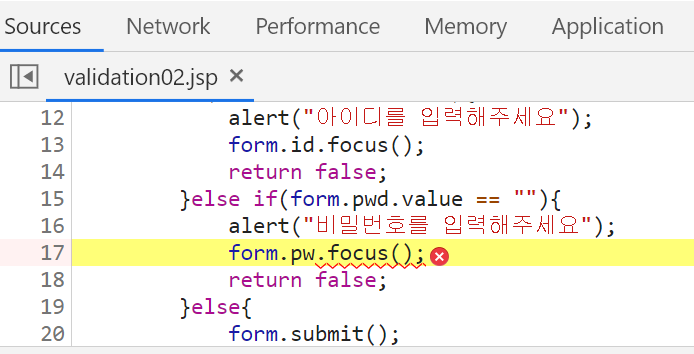 Sources Network Performance Memory Application
validation02.jsp ×
12 alert("아이디를 입력해주세요");
13 form.id.focus();
14 return false;
15 }else if(form.pwd.value == ""){
16 alert("비밀번호를 입력해주세요");
17 form.pw.focus();
18 return false;
19 }else{
20 form.submit();